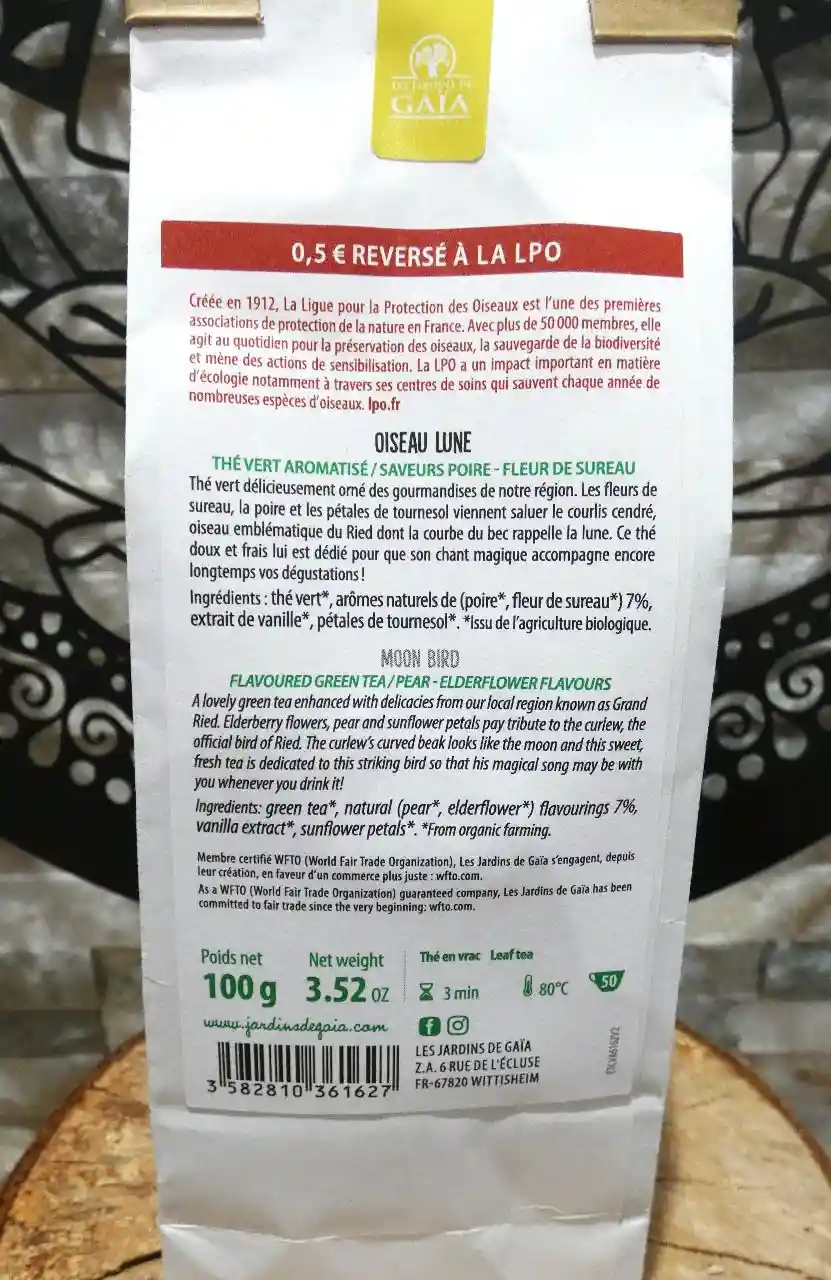 LES JARDINS DE
GAÏA
0,5 € REVERSÉ À LA LPO
Créée en 1912, La Ligue pour la Protection des Oiseaux est l'une des premières
associations de protection de la nature en France. Avec plus de 50 000 membres, elle
agit au quotidien pour la préservation des oiseaux, la sauvegarde de la biodiversité
et mène des actions de sensibilisation. La LPO a un impact important en matière
d'écologie notamment à travers ses centres de soins qui sauvent chaque année de
nombreuses espèces d'oiseaux. lpo.fr
OISEAU LUNE
THÉ VERT AROMATISÉ / SAVEURS POIRE - FLEUR DE SUREAU
Thé vert délicieusement orné des gourmandises de notre région. Les fleurs de
sureau, la poire et les pétales de tournesol viennent saluer le courlis cendré,
oiseau emblématique du Ried dont la courbe du bec rappelle la lune. Ce thé
doux et frais lui est dédié pour que son chant magique accompagne encore
longtemps vos dégustations !
Ingrédients : thé vert*, arômes naturels de (poire*, fleur de sureau*) 7%,
extrait de vanille*, pétales de tournesol*. *Issu de l'agriculture biologique.
MOON BIRD
FLAVOURED GREEN TEA / PEAR - ELDERFLOWER FLAVOURS
A lovely green tea enhanced with delicacies from our local region known as Grand
Ried. Elderberry flowers, pear and sunflower petals pay tribute to the curlew, the
official bird of Ried. The curlew's curved beak looks like the moon and this sweet,
fresh tea is dedicated to this striking bird so that his magical song may be with
you whenever you drink it!
Ingredients: green tea*, natural (pear*, elderflower*) flavourings 7%,
vanilla extract*, sunflower petals*. *From organic farming.
Membre certifié WFTO (World Fair Trade Organization), Les Jardins de Gaïa s'engagent, depuis
leur création, en faveur d'un commerce plus juste : wfto.com.
As a WFTO (World Fair Trade Organization) guaranteed company, Les Jardins de Gaïa has been
committed to fair trade since the very beginning: wfto.com.
Poids net Net weight Thé en vrac Leaf tea
100 g 3.52 oz 3 min 80°C 50
www.jardinsdegaia.com
LES JARDINS DE GAÏA
Z.A. 6 RUE DE L'ÉCLUSE
FR-67820 WITTISHEIM
3 582810 361627